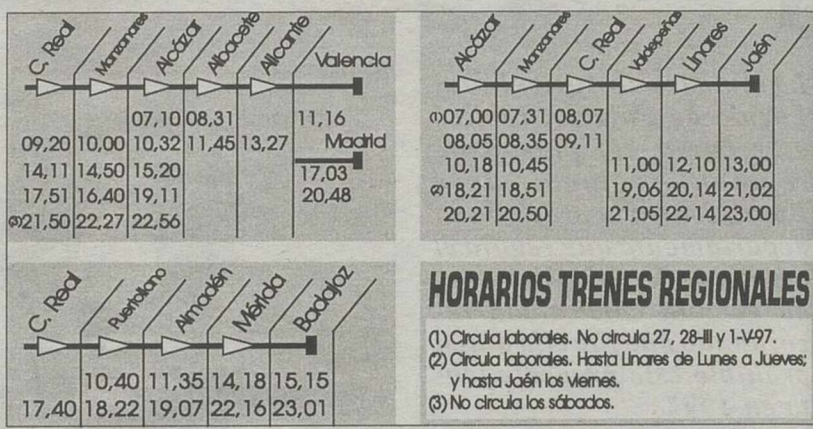 C. Real Manzanares Alcázar Albacete Alicante Valencia
07,10 08,31 11,16
09,20 10,00 10,32 11,45 13,27 Madrid
14,11 14,50 15,20 17,03
17,51 16,40 19,11 20,48
(3)21,50 22,27 22,56
Alcázar Manzanares C. Real Valdepeñas Linares Jaén
07,00 07,31 08,07
08,05 08,35 09,11
10,18 10,45 11,00 12,10 13,00
18,21 18,51 19,06 20,14 21,02
20,21 20,50 21,05 22,14 23,00
C. Real Puertollano Almadén Mérida Badajoz
10,40 11,35 14,18 15,15
17,40 18,22 19,07 22,16 23,01
HORARIOS TRENES REGIONALES
(1) Circula laborales. No circula 27, 28-III y 1-V-97.
(2) Circula laborales. Hasta Linares de Lunes a Jueves;
y hasta Jaén los viernes.
(3) No circula los sábados.